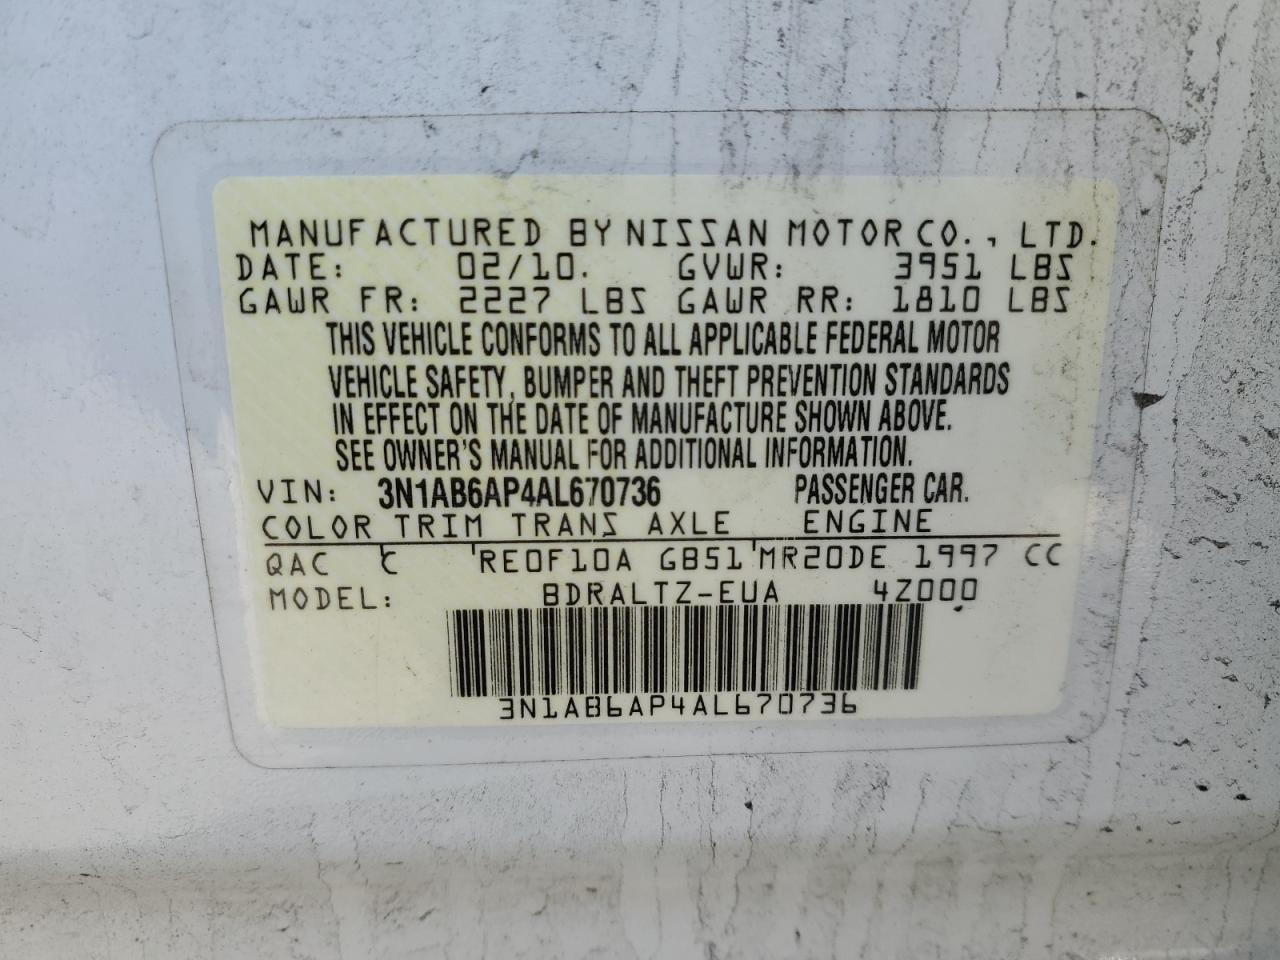 MANUFACTURED BY NISSAN MOTOR CO., LTD.
DATE: 02/10. GVWR: 3951 LBS
GAWR FR: 2227 LBS GAWR RR: 1810 LBS
THIS VEHICLE CONFORMS TO ALL APPLICABLE FEDERAL MOTOR
VEHICLE SAFETY, BUMPER AND THEFT PREVENTION STANDARDS
IN EFFECT ON THE DATE OF MANUFACTURE SHOWN ABOVE.
SEE OWNER'S MANUAL FOR ADDITIONAL INFORMATION.
VIN: 3N1AB6AP4AL670736 PASSENGER CAR.
COLOR TRIM TRANS AXLE ENGINE
QAC C RE0F10A GB51 MR20DE 1997 CC
MODEL: BDRALTZ-EUA 4Z000
3N1AB6AP4AL670736